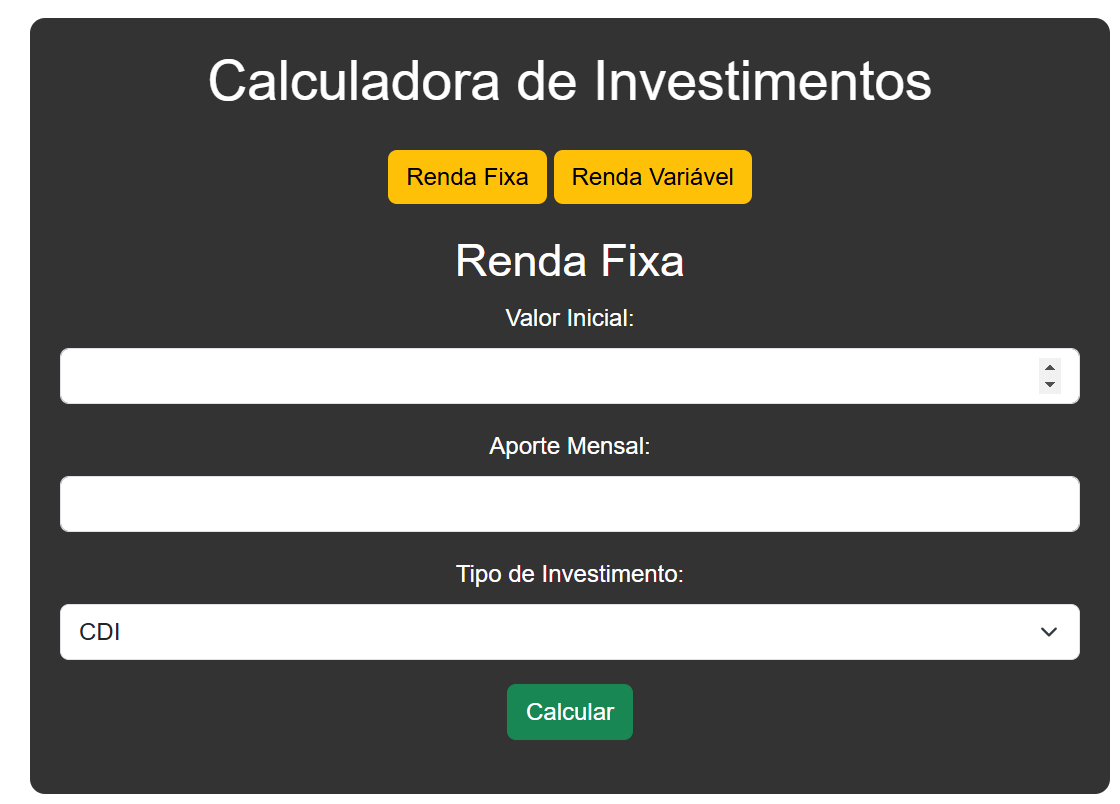 Calculadora de Investimentos
Renda Fixa Renda Variável
Renda Fixa
Valor Inicial:
Aporte Mensal:
Tipo de Investimento:
CDI
Calcular